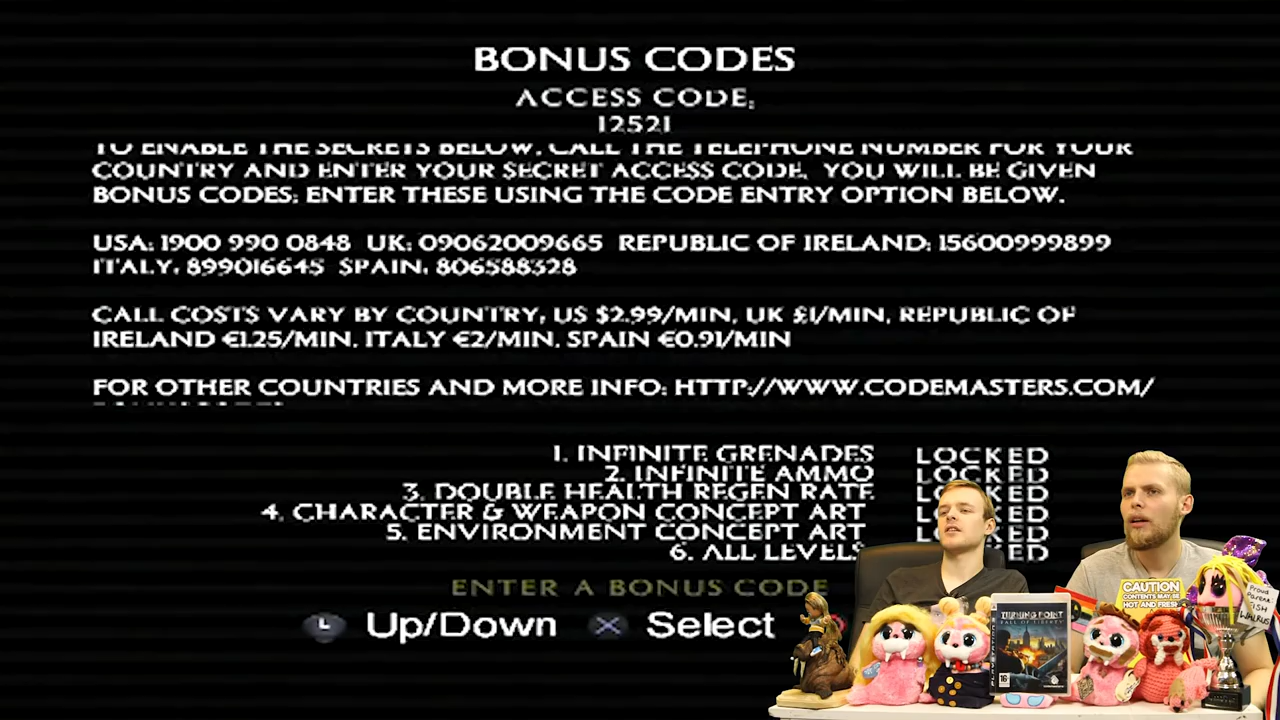 BONUS CODES
ACCESS CODE:
12521
TO ENABLE THE SECRETS BELOW, CALL THE TELEPHONE NUMBER FOR YOUR
COUNTRY AND ENTER YOUR SECRET ACCESS CODE. YOU WILL BE GIVEN
BONUS CODES; ENTER THESE USING THE CODE ENTRY OPTION BELOW.
USA: 1900 990 0848 UK: 09062009665 REPUBLIC OF IRELAND: 15600999899
ITALY: 899016645 SPAIN: 806588328
CALL COSTS VARY BY COUNTRY, US $2.99/MIN, UK £1/MIN, REPUBLIC OF
IRELAND €1.25/MIN. ITALY €2/MIN. SPAIN €0.91/MIN
FOR OTHER COUNTRIES AND MORE INFO: HTTP://WWW.CODEMASTERS.COM/
1. INFINITE GRENADES LOCKED
2. INFINITE AMMO LOCKED
3. DOUBLE HEALTH REGEN RATE LOCKED
4. CHARACTER & WEAPON CONCEPT ART LOCKED
5. ENVIRONMENT CONCEPT ART LOCKED
6. ALL LEVELS KED
ENTER A BONUS CODE
L Up/Down X Select
TURNING POINT
FALL OF LIBERTY
16
CAUTION
CONTENTS MAY BE
HOT AND FRESH
WALRUS